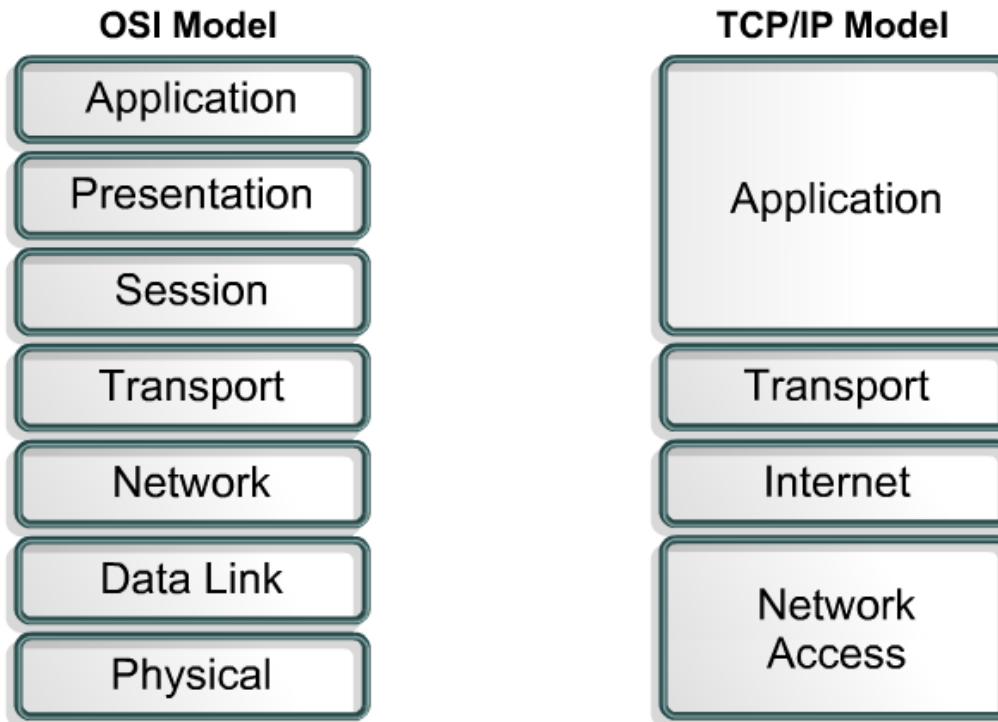 OSI Model
Application
Presentation
Session
Transport
Network
Data Link
Physical
TCP/IP Model
Application
Transport
Internet
Network
Access